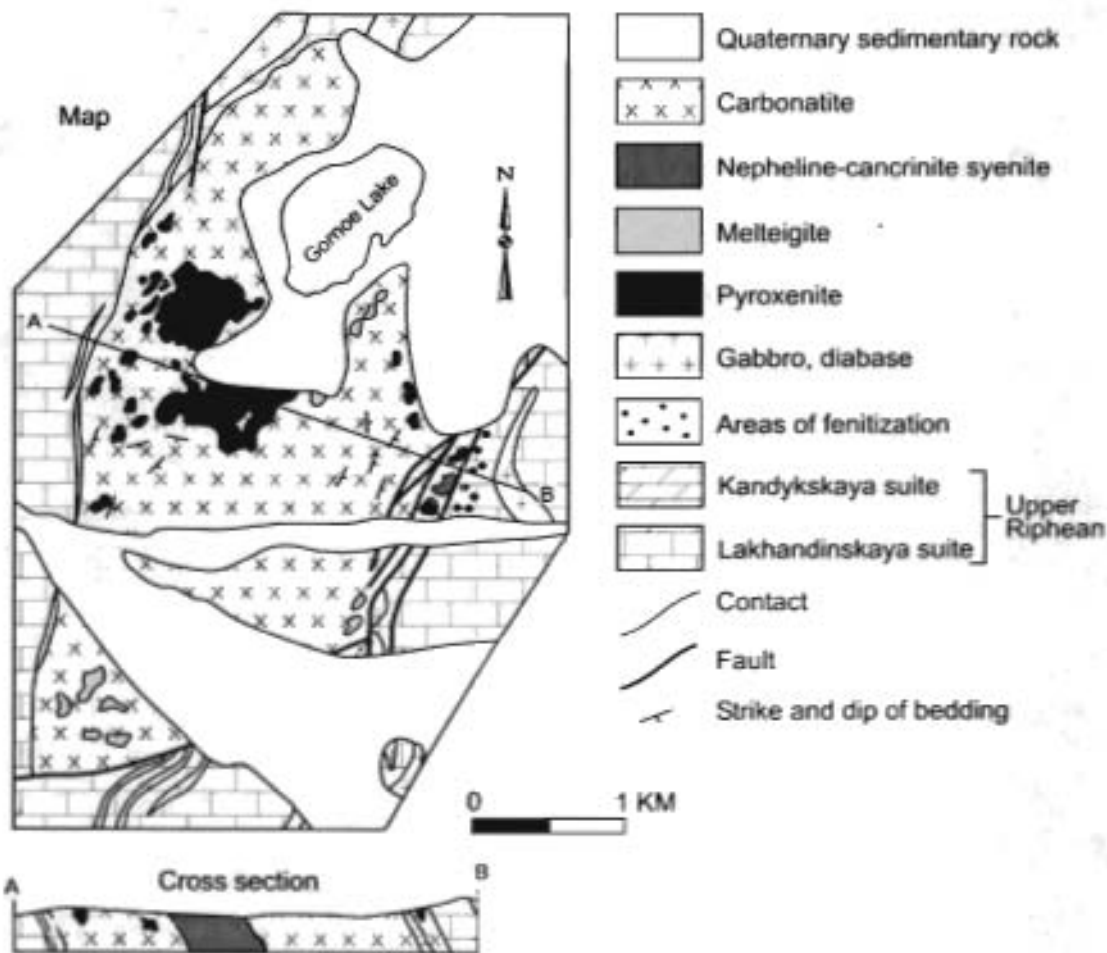 Map
Gornoe Lake
N
A
B
Quaternary sedimentary rock
Carbonatite
Nepheline-cancrinite syenite
Melteigite
Pyroxenite
Gabbro, diabase
Areas of fenitization
Kandykskaya suite
Lakhandinskaya suite
Upper
Riphean
Contact
Fault
Strike and dip of bedding
0 1 KM
Cross section
A
B